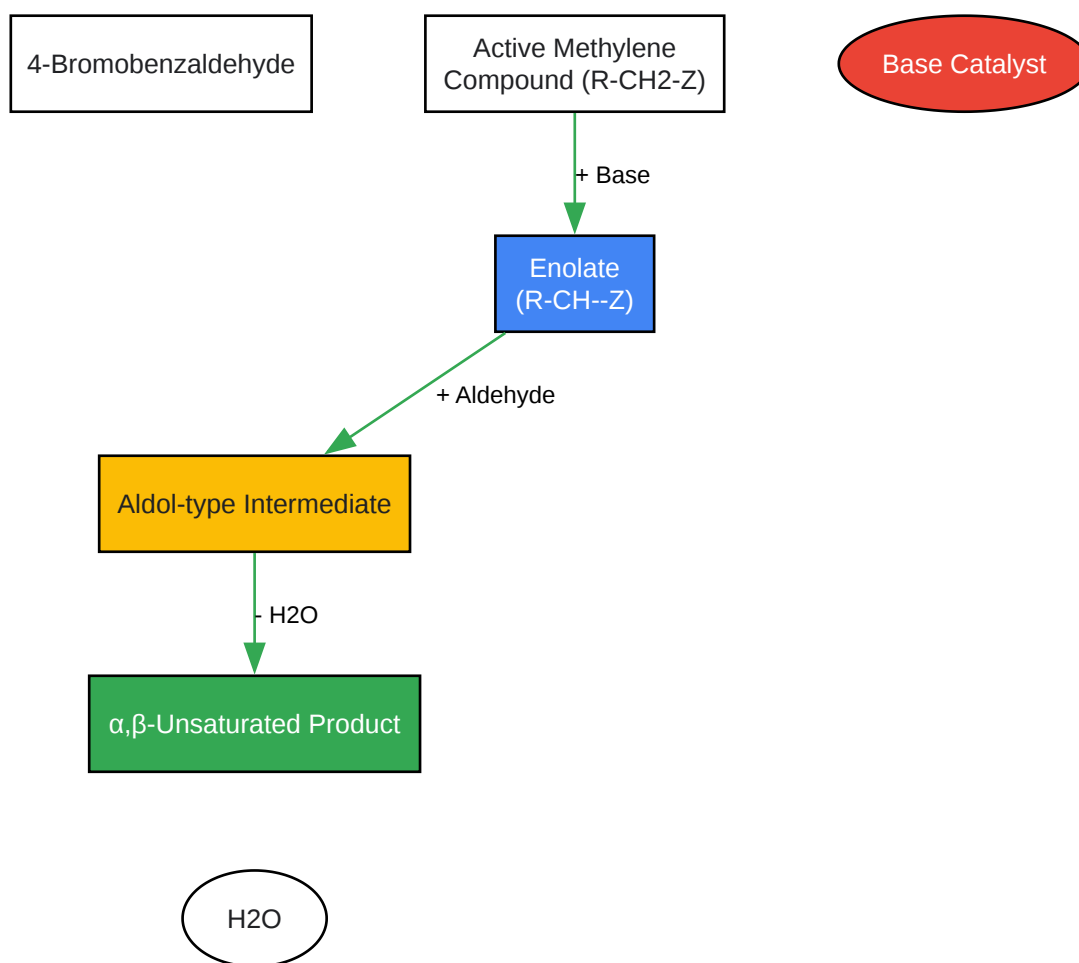 4-Bromobenzaldehyde
Active Methylene
Compound (R-CH2-Z)
Base Catalyst
+ Base
Enolate
(R-CH--Z)
+ Aldehyde
Aldol-type Intermediate
- H2O
α,β-Unsaturated Product
H2O